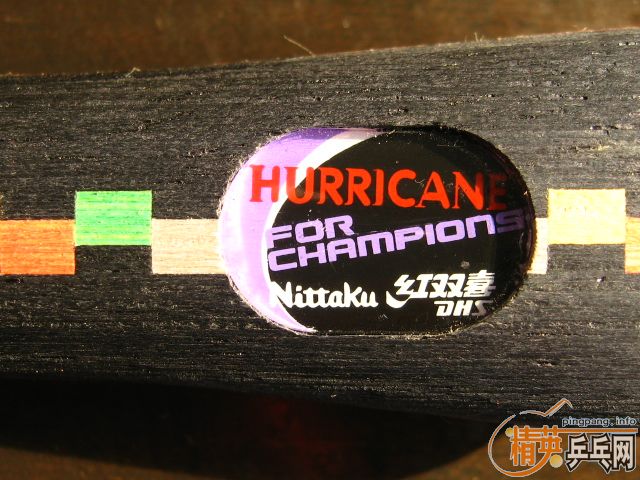 HURRICANE
FOR
CHAMPIONS
Nittaku 红双喜
DHS
pingpang.info
精英乒乓网